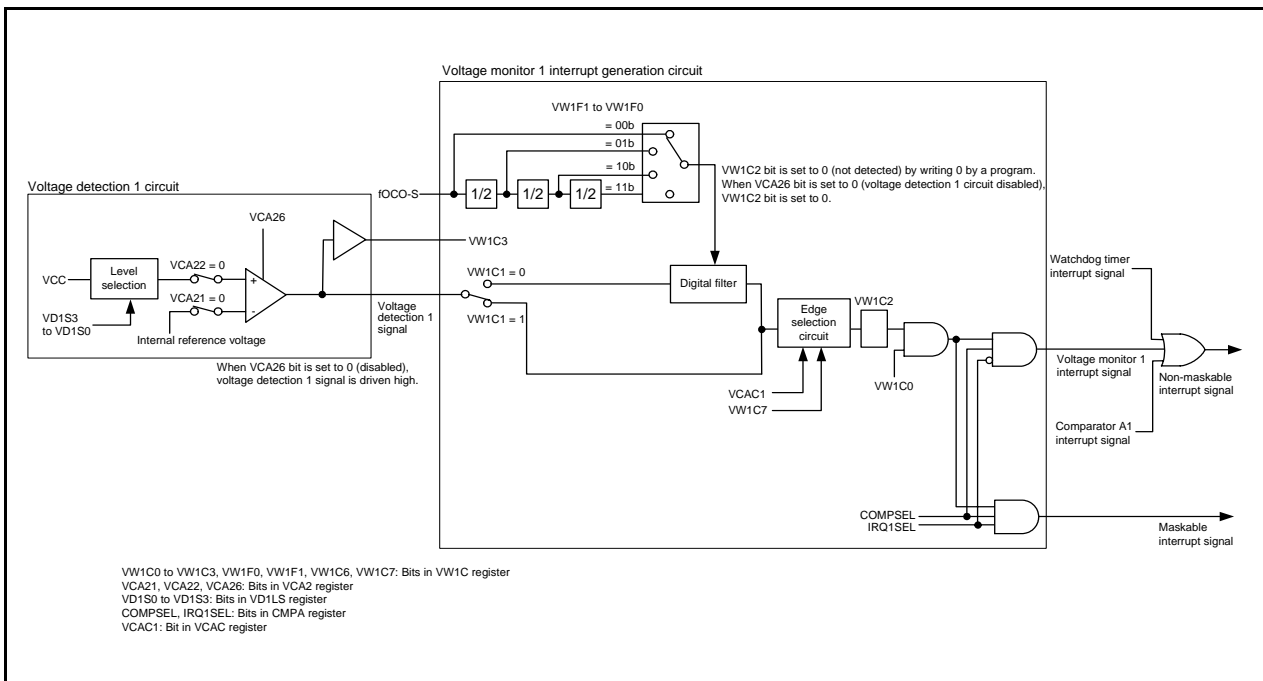 Voltage monitor 1 interrupt generation circuit
VW1F1 to VW1F0
= 00b
= 01b
= 10b
= 11b
fOCO-S
1/2
1/2
1/2
VW1C2 bit is set to 0 (not detected) by writing 0 by a program.
When VCA26 bit is set to 0 (voltage detection 1 circuit disabled),
VW1C2 bit is set to 0.
Voltage detection 1 circuit
VCA26
VW1C3
VCC
Level
selection
VCA22 = 0
+
VCA21 = 0
-
VD1S3
to VD1S0
Internal reference voltage
When VCA26 bit is set to 0 (disabled),
voltage detection 1 signal is driven high.
Voltage
detection 1
signal
VW1C1 = 0
VW1C1 = 1
Digital filter
Edge
selection
circuit
VW1C2
VCAC1
VW1C7
VW1C0
Watchdog timer
interrupt signal
Voltage monitor 1
interrupt signal
Non-maskable
interrupt signal
Comparator A1
interrupt signal
COMPSEL
IRQ1SEL
Maskable
interrupt signal
VW1C0 to VW1C3, VW1F0, VW1F1, VW1C6, VW1C7: Bits in VW1C register
VCA21, VCA22, VCA26: Bits in VCA2 register
VD1S0 to VD1S3: Bits in VD1LS register
COMPSEL, IRQ1SEL: Bits in CMPA register
VCAC1: Bit in VCAC register